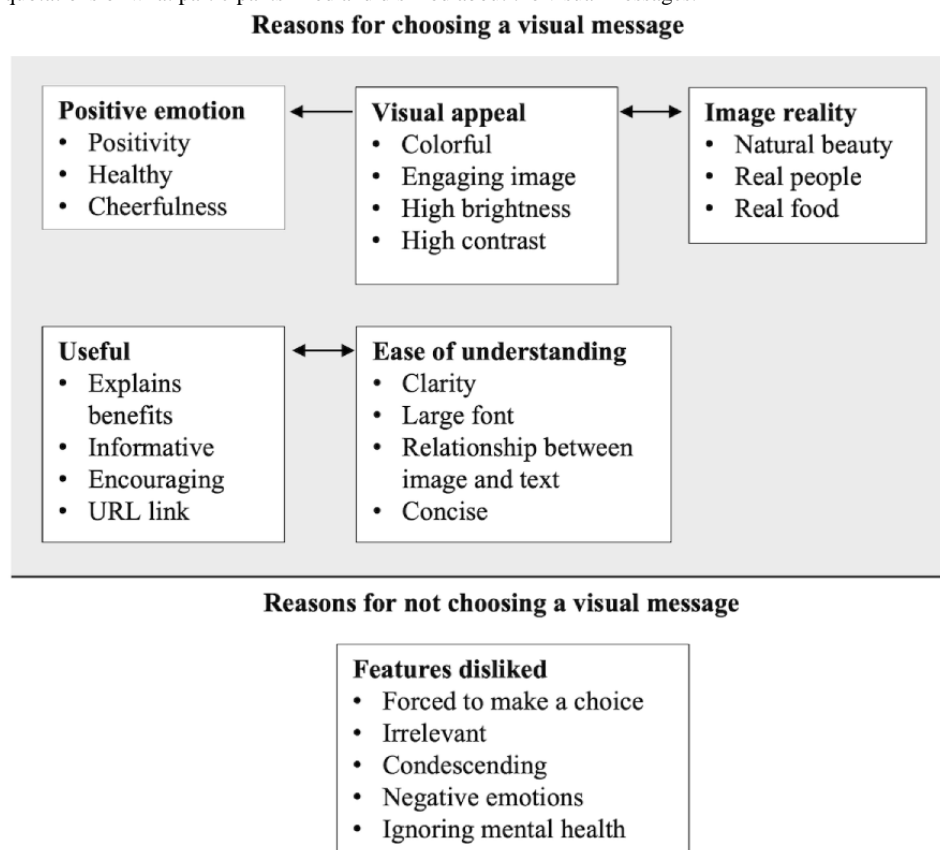 Reasons for choosing a visual message
Positive emotion
• Positivity
• Healthy
• Cheerfulness
Visual appeal
• Colorful
• Engaging image
• High brightness
• High contrast
Image reality
• Natural beauty
• Real people
• Real food
Useful
• Explains
benefits
• Informative
• Encouraging
• URL link
Ease of understanding
• Clarity
• Large font
• Relationship between
image and text
• Concise
Reasons for not choosing a visual message
Features disliked
• Forced to make a choice
• Irrelevant
• Condescending
• Negative emotions
• Ignoring mental health